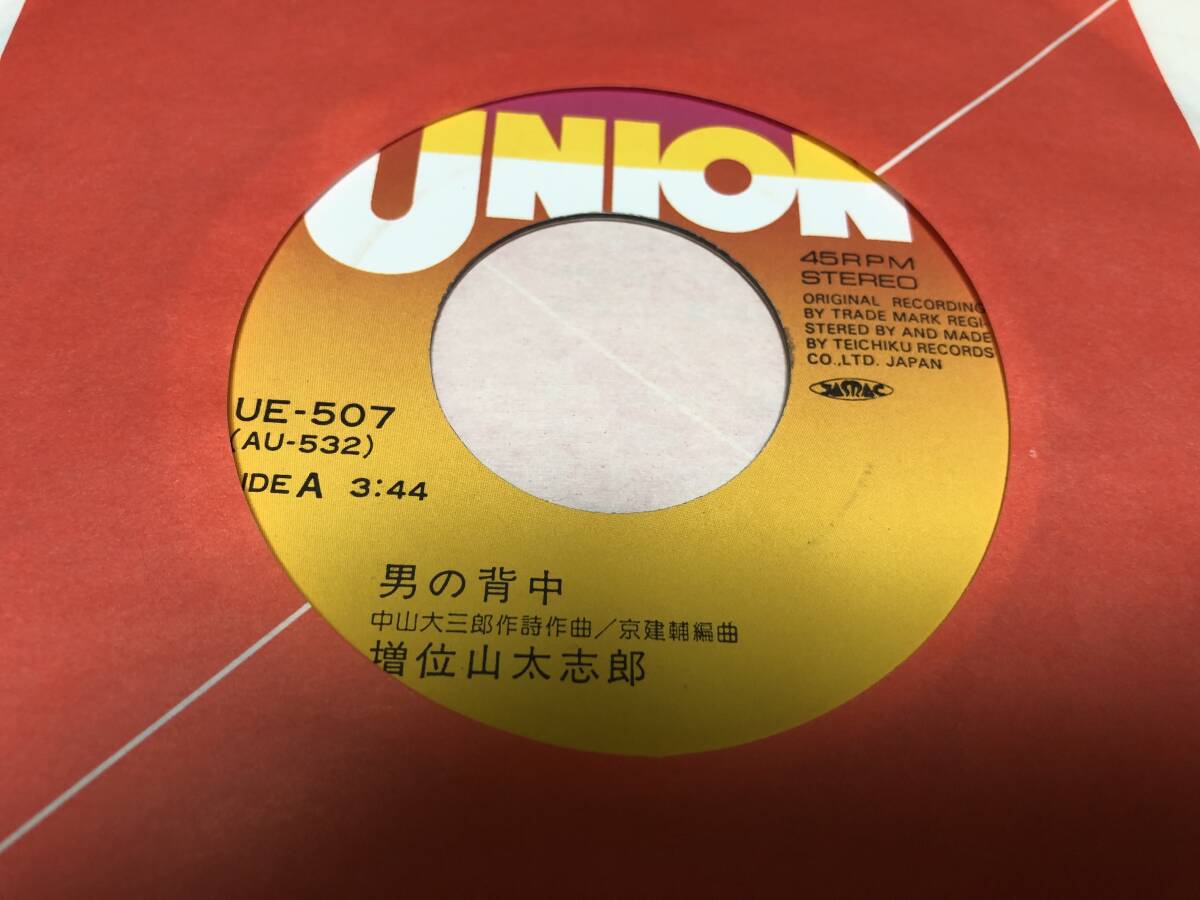 UNION
45RPM
STEREO
ORIGINAL RECORDING
BY TRADE MARK REGI-
STERED BY AND MADE
BY TEICHIKU RECORDS
CO.,LTD. JAPAN
JASRAC
UE-507
(AU-532)
IDE A 3:44
男の背中
中山大三郎作詩作曲/京建輔編曲
増位山太志郎